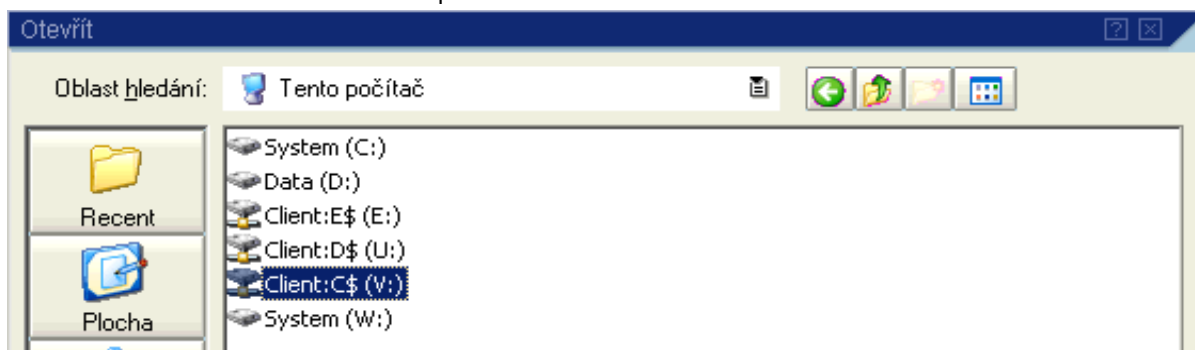 Otevřít
Oblast hledání: Tento počítač
System (C:)
Data (D:)
Recent
Client:E$ (E:)
Client:D$ (U:)
Client:C$ (V:)
Plocha
System (W:)